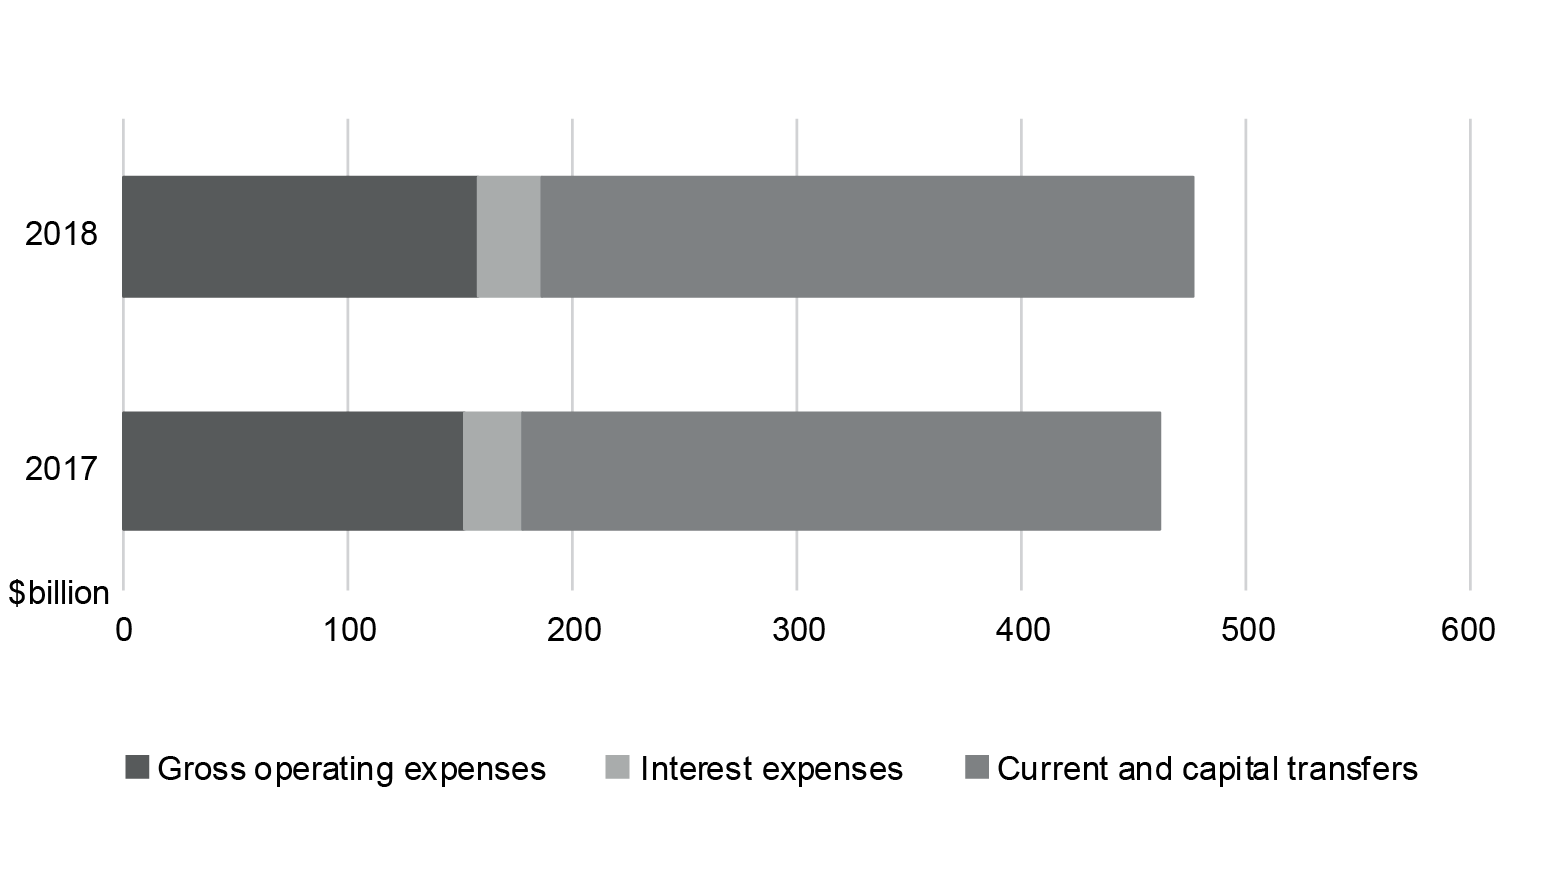 2018
2017
$billion
0 100 200 300 400 500 600
Gross operating expenses Interest expenses Current and capital transfers